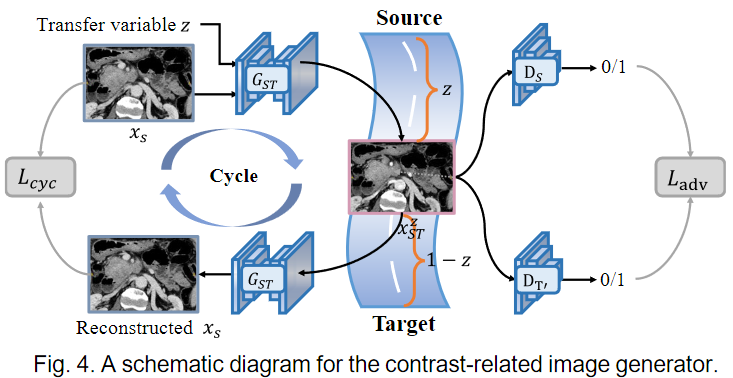 Transfer variable z
Source
G_ST
z
D_S
0/1
x_s
L_cyc
Cycle
L_adv
x_ST^z
1 − z
G_ST
D_T'
0/1
Reconstructed x_s
Target
Fig. 4. A schematic diagram for the contrast-related image generator.